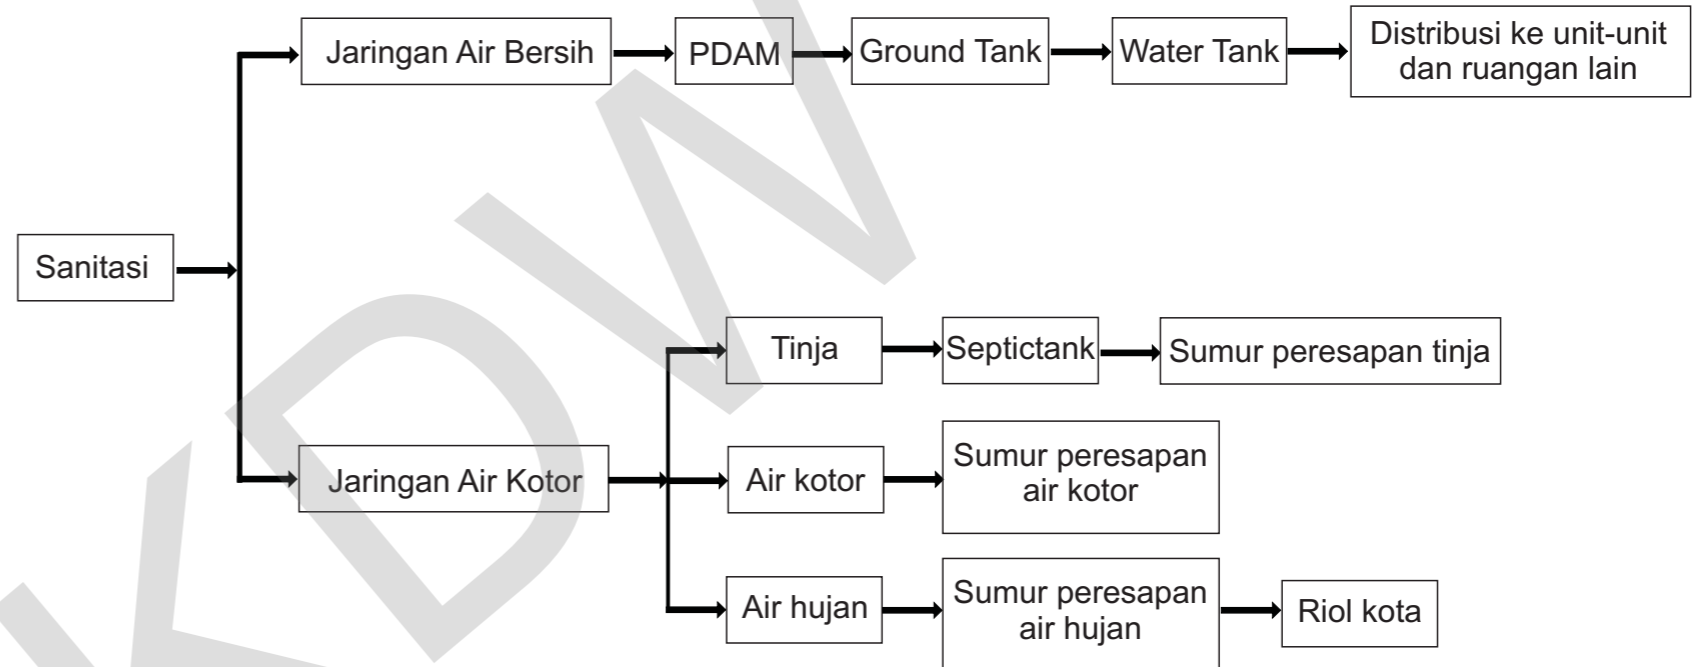 Sanitasi
Jaringan Air Bersih
PDAM
Ground Tank
Water Tank
Distribusi ke unit-unit
dan ruangan lain
Jaringan Air Kotor
Tinja
Septictank
Sumur peresapan tinja
Air kotor
Sumur peresapan
air kotor
Air hujan
Sumur peresapan
air hujan
Riol kota
KDW